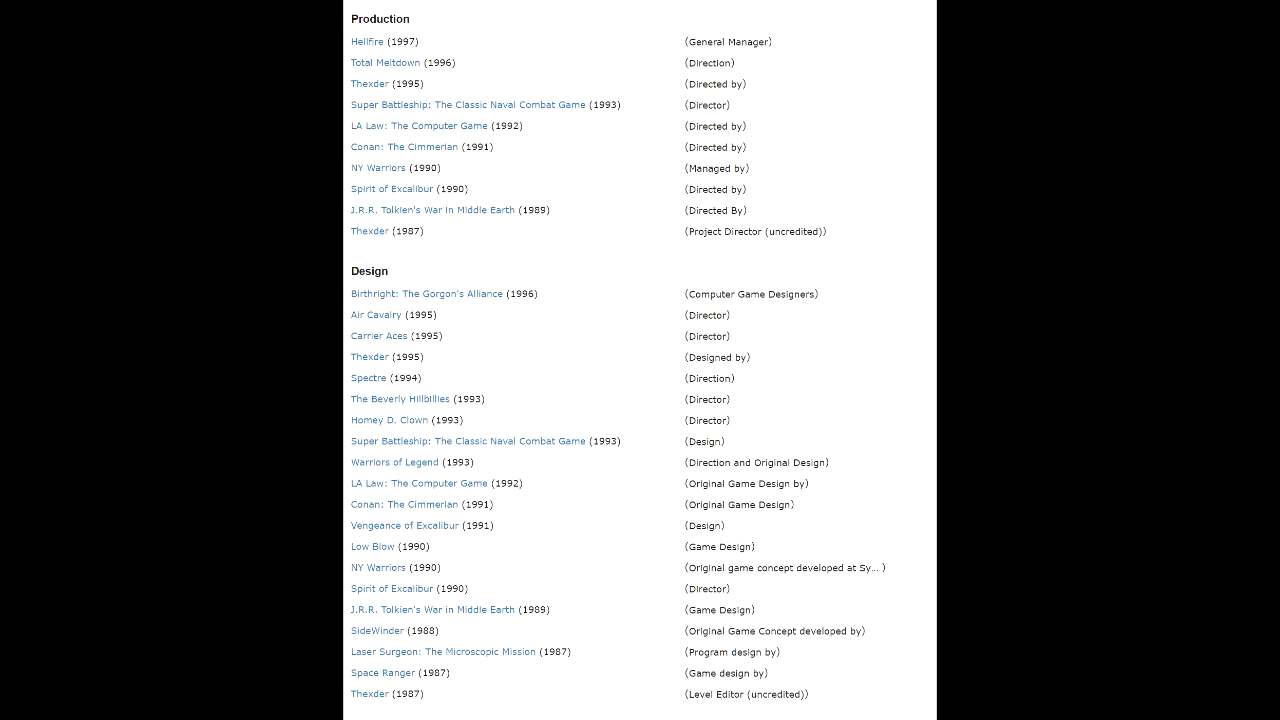 Production
Hellfire (1997) (General Manager)
Total Meltdown (1996) (Direction)
Thexder (1995) (Directed by)
Super Battleship: The Classic Naval Combat Game (1993) (Director)
LA Law: The Computer Game (1992) (Directed by)
Conan: The Cimmerian (1991) (Directed by)
NY Warriors (1990) (Managed by)
Spirit of Excalibur (1990) (Directed by)
J.R.R. Tolkien's War in Middle Earth (1989) (Directed By)
Thexder (1987) (Project Director (uncredited))
Design
Birthright: The Gorgon's Alliance (1996) (Computer Game Designers)
Air Cavalry (1995) (Director)
Carrier Aces (1995) (Director)
Thexder (1995) (Designed by)
Spectre (1994) (Direction)
The Beverly Hillbillies (1993) (Director)
Homey D. Clown (1993) (Director)
Super Battleship: The Classic Naval Combat Game (1993) (Design)
Warriors of Legend (1993) (Direction and Original Design)
LA Law: The Computer Game (1992) (Original Game Design by)
Conan: The Cimmerian (1991) (Original Game Design)
Vengeance of Excalibur (1991) (Design)
Low Blow (1990) (Game Design)
NY Warriors (1990) (Original game concept developed at Sy... )
Spirit of Excalibur (1990) (Director)
J.R.R. Tolkien's War in Middle Earth (1989) (Game Design)
SideWinder (1988) (Original Game Concept developed by)
Laser Surgeon: The Microscopic Mission (1987) (Program design by)
Space Ranger (1987) (Game design by)
Thexder (1987) (Level Editor (uncredited))